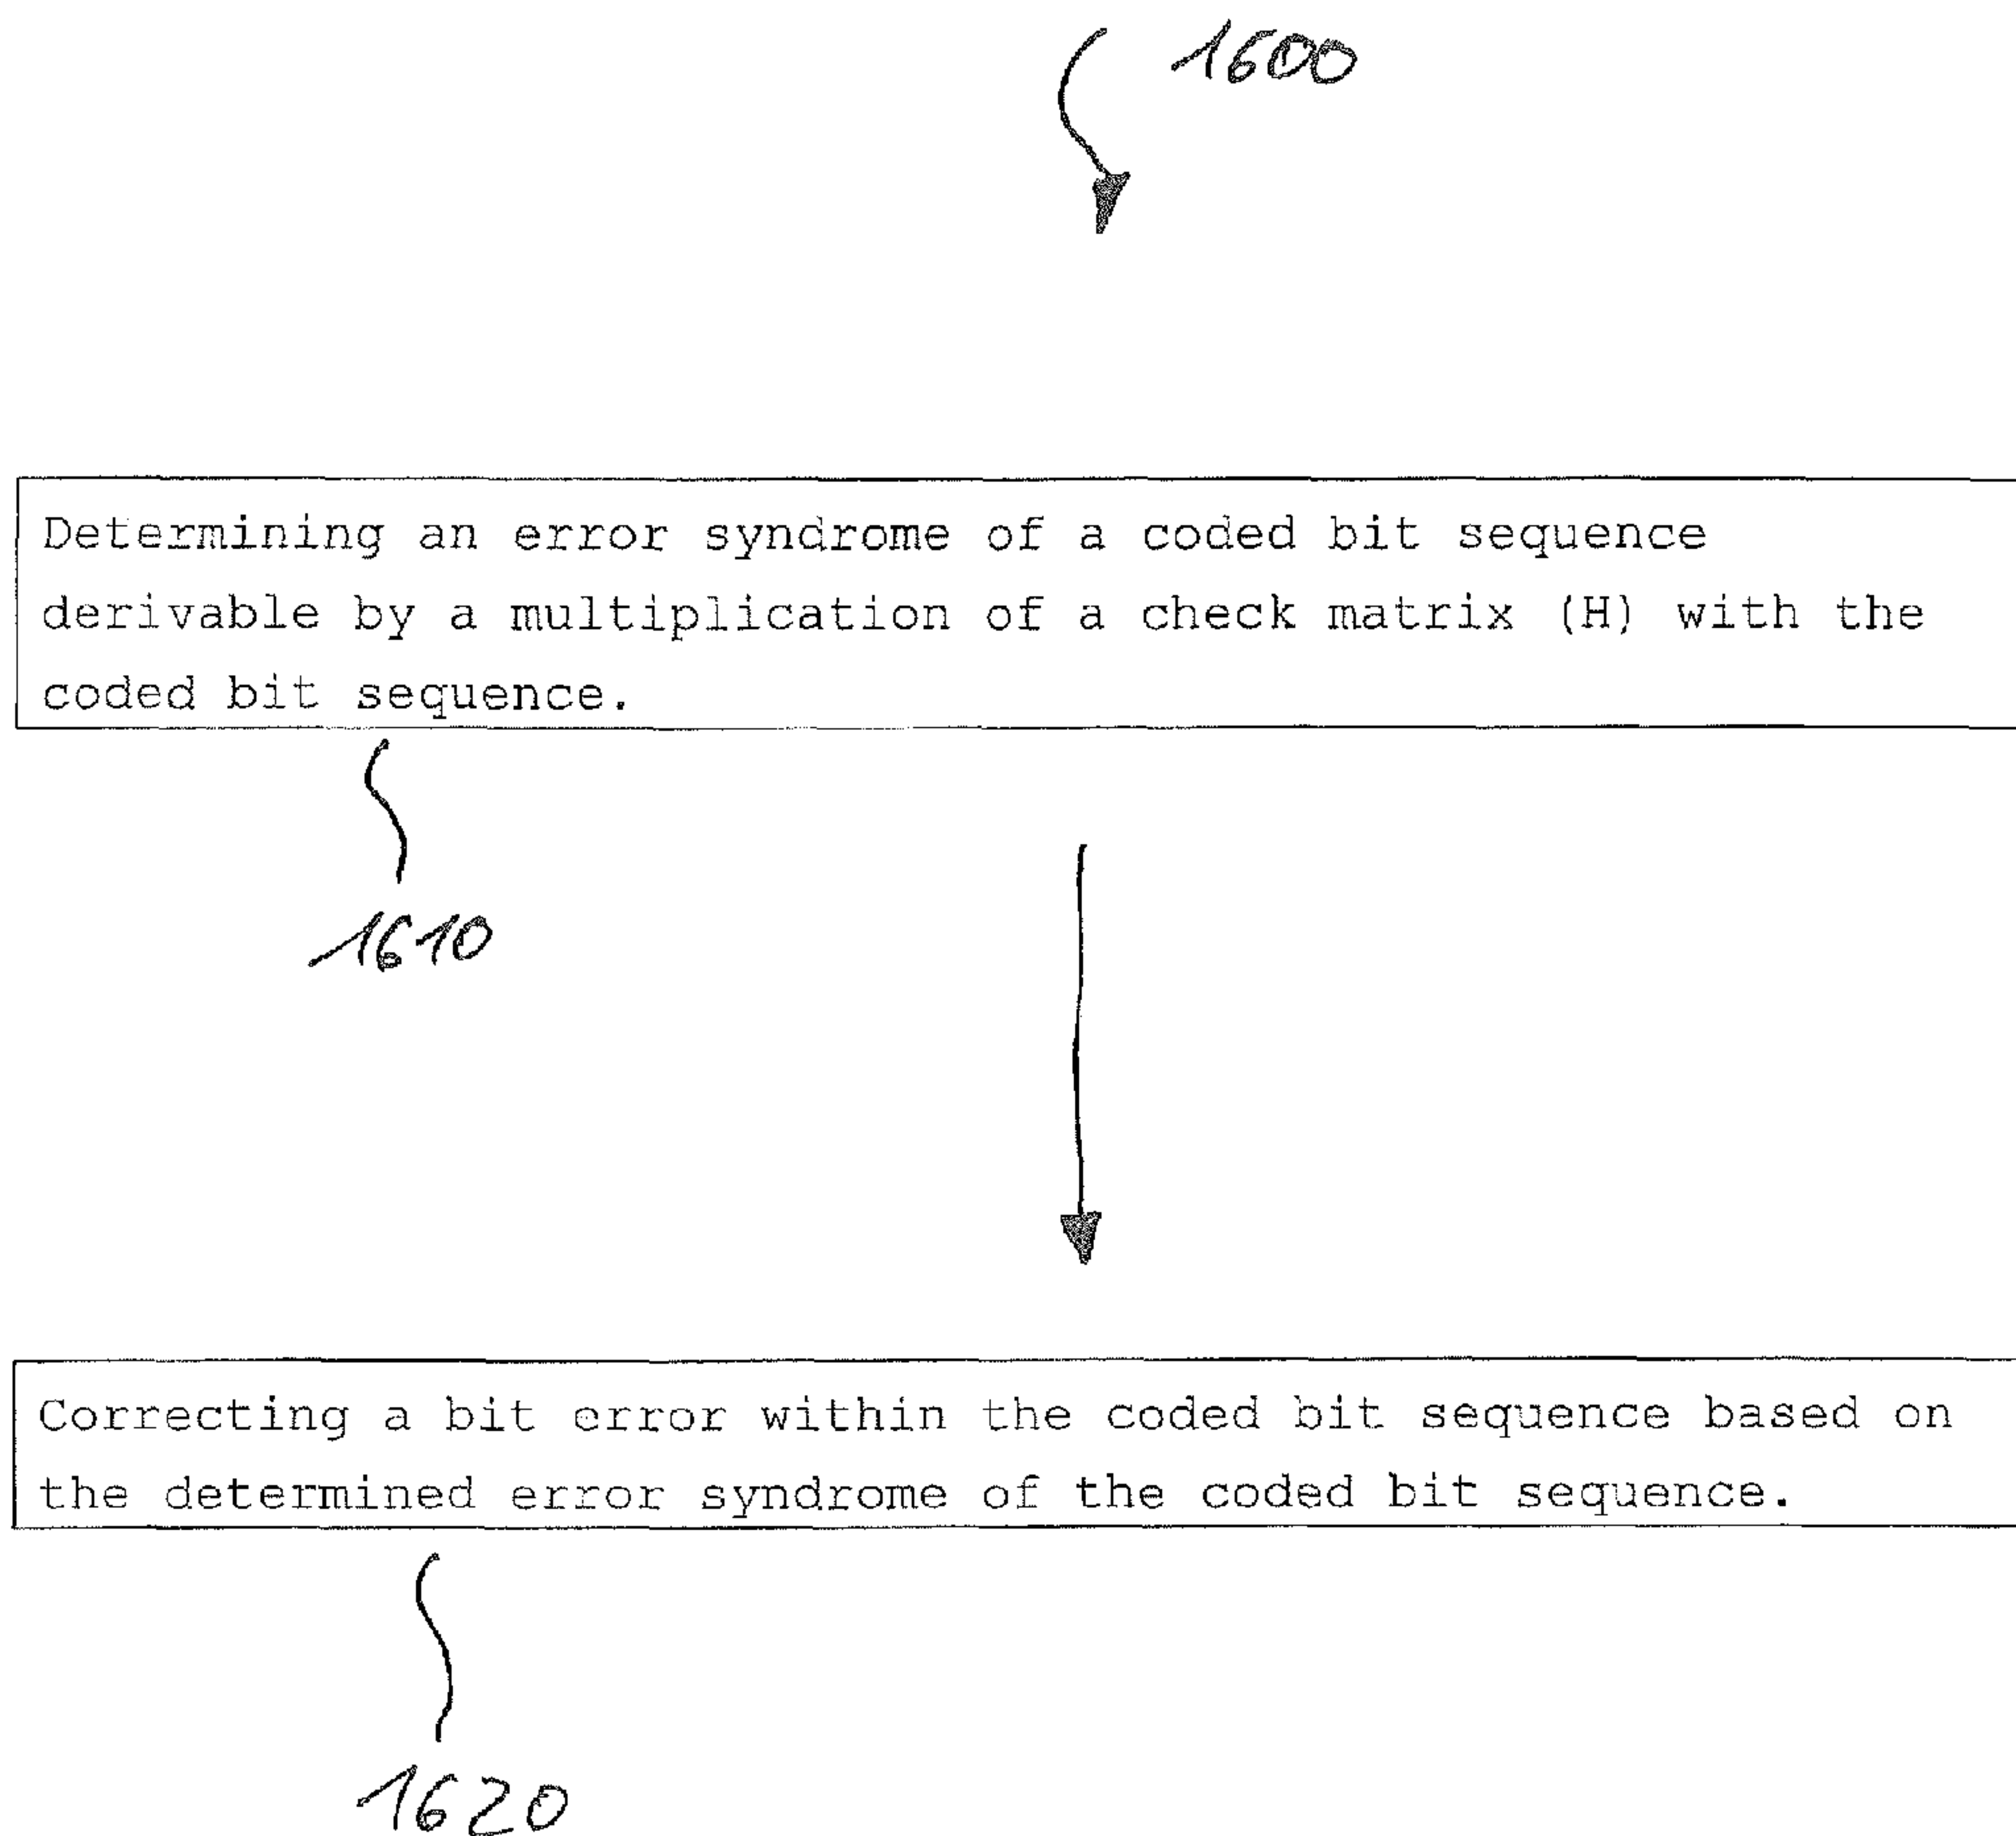 1600
Determining an error syndrome of a coded bit sequence
derivable by a multiplication of a check matrix (H) with the
coded bit sequence.
1610
Correcting a bit error within the coded bit sequence based on
the determined error syndrome of the coded bit sequence.
1620